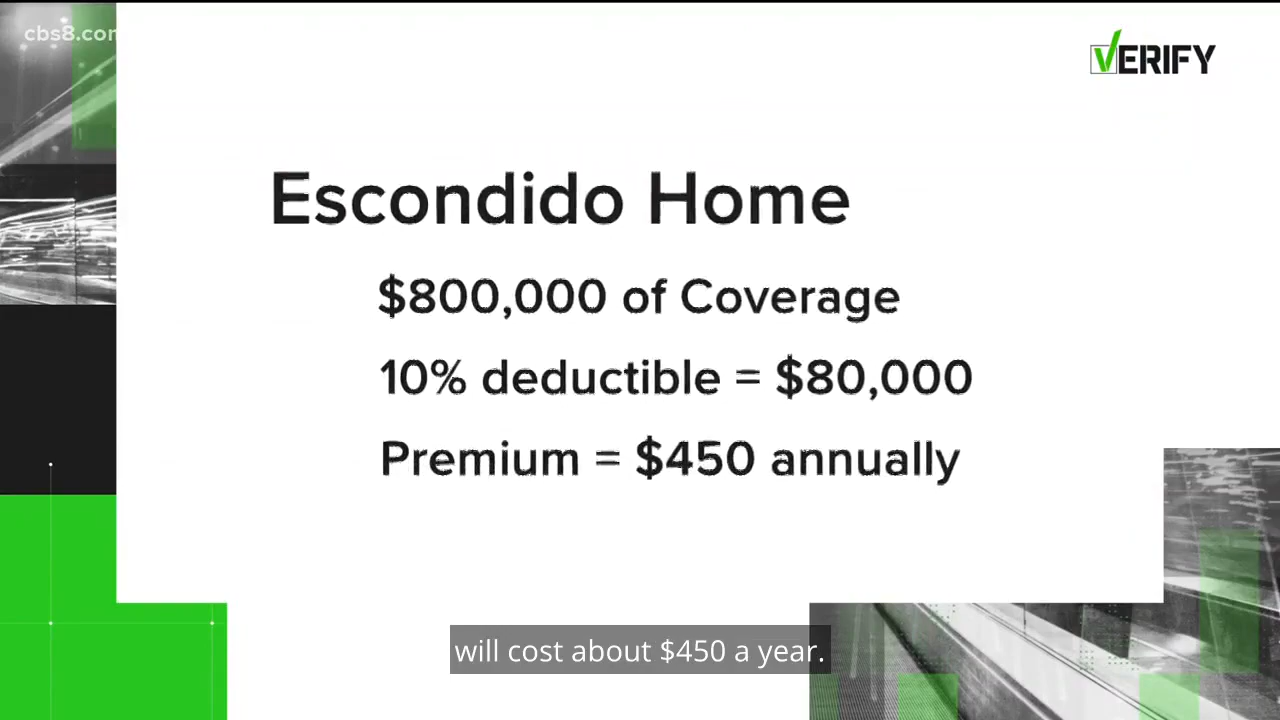 cbs8.com
VERIFY
Escondido Home
$800,000 of Coverage
10% deductible = $80,000
Premium = $450 annually
will cost about $450 a year.